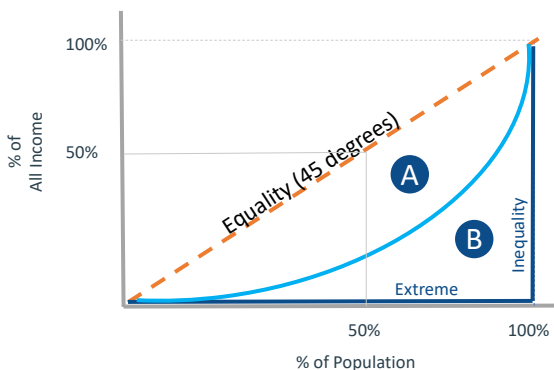 100%
% of
All Income
50%
Equality (45 degrees)
A
B
Inequality
Extreme
50%
100%
% of Population